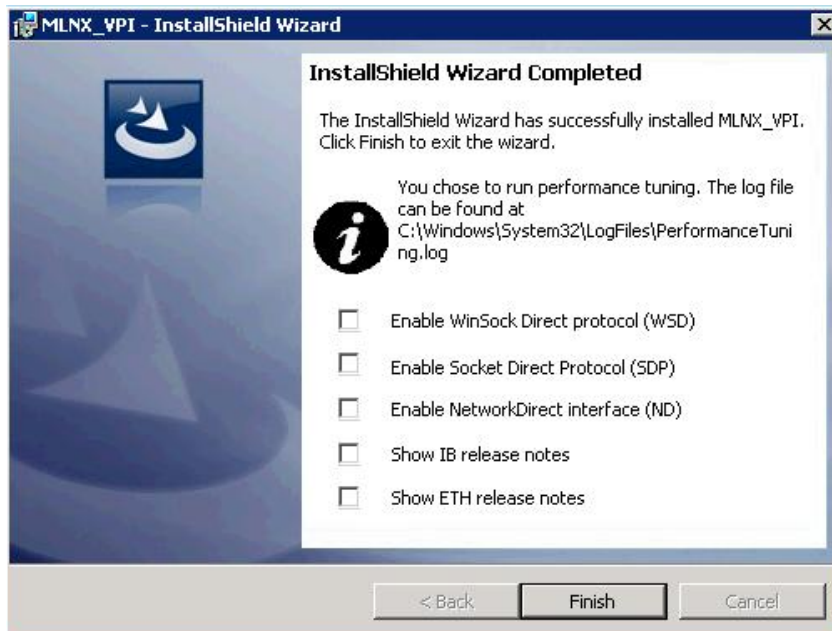 MLNX_VPI - InstallShield Wizard
InstallShield Wizard Completed
The InstallShield Wizard has successfully installed MLNX_VPI.
Click Finish to exit the wizard.
You chose to run performance tuning. The log file
can be found at
C:\Windows\System32\LogFiles\PerformanceTuni
ng.log
Enable WinSock Direct protocol (WSD)
Enable Socket Direct Protocol (SDP)
Enable NetworkDirect interface (ND)
Show IB release notes
Show ETH release notes
< Back
Finish
Cancel